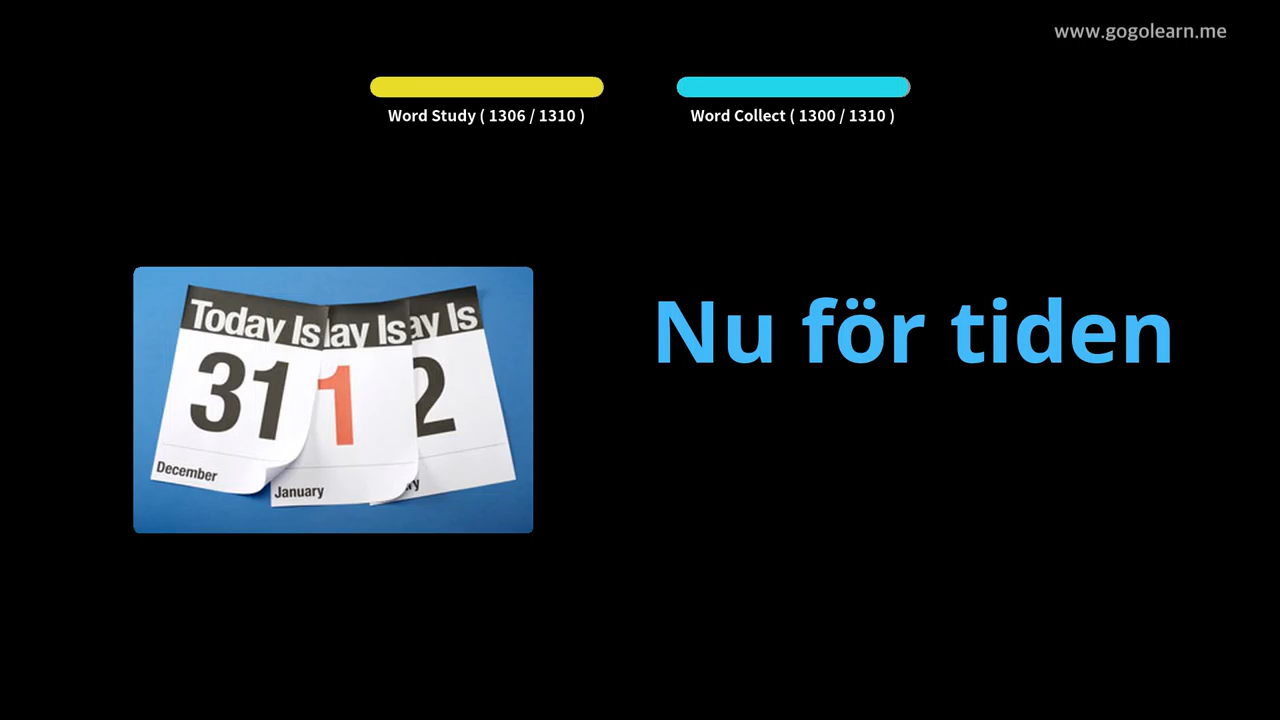 www.gogolearn.me
Word Study ( 1306 / 1310 )
Word Collect ( 1300 / 1310 )
Nu för tiden
Today Is
ay Is
ay Is
31
1
2
December
January
ry